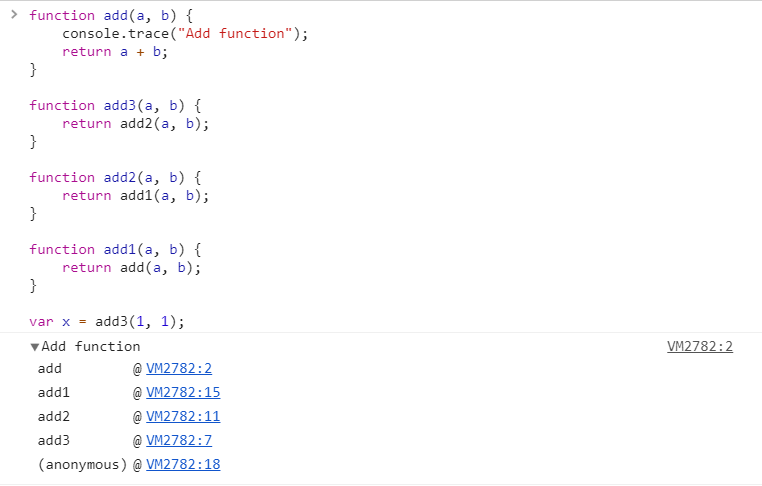 > function add(a, b) {
    console.trace("Add function");
    return a + b;
}

function add3(a, b) {
    return add2(a, b);
}

function add2(a, b) {
    return add1(a, b);
}

function add1(a, b) {
    return add(a, b);
}

var x = add3(1, 1);
▼Add function VM2782:2
add @ VM2782:2
add1 @ VM2782:15
add2 @ VM2782:11
add3 @ VM2782:7
(anonymous) @ VM2782:18